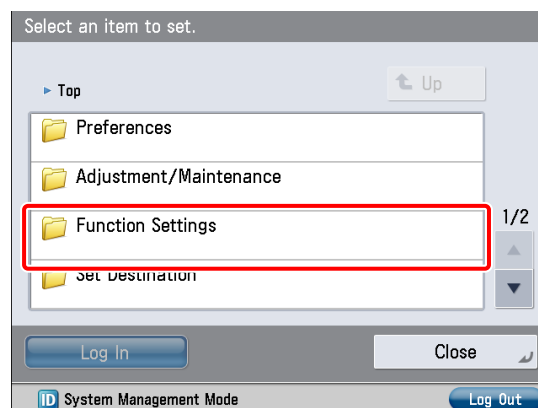 Select an item to set.
Top
Up
Preferences
Adjustment/Maintenance
Function Settings
1/2
Set Destination
Log In
Close
ID System Management Mode
Log Out